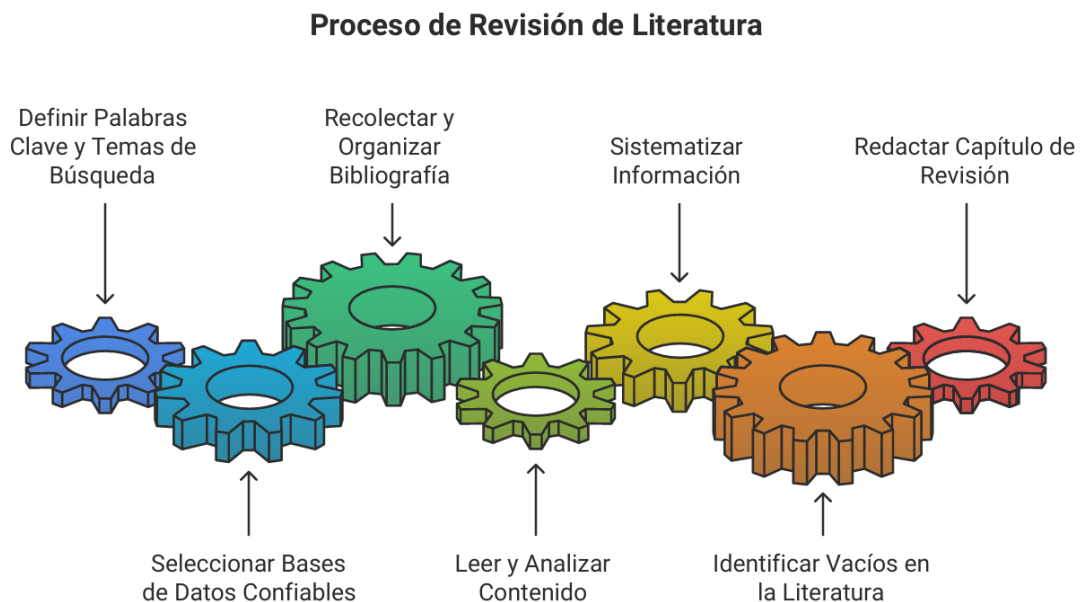 Proceso de Revisión de Literatura
Definir Palabras
Clave y Temas de
Búsqueda
Recolectar y
Organizar
Bibliografía
Sistematizar
Información
Redactar Capítulo de
Revisión
Seleccionar Bases
de Datos Confiables
Leer y Analizar
Contenido
Identificar Vacíos en
la Literatura